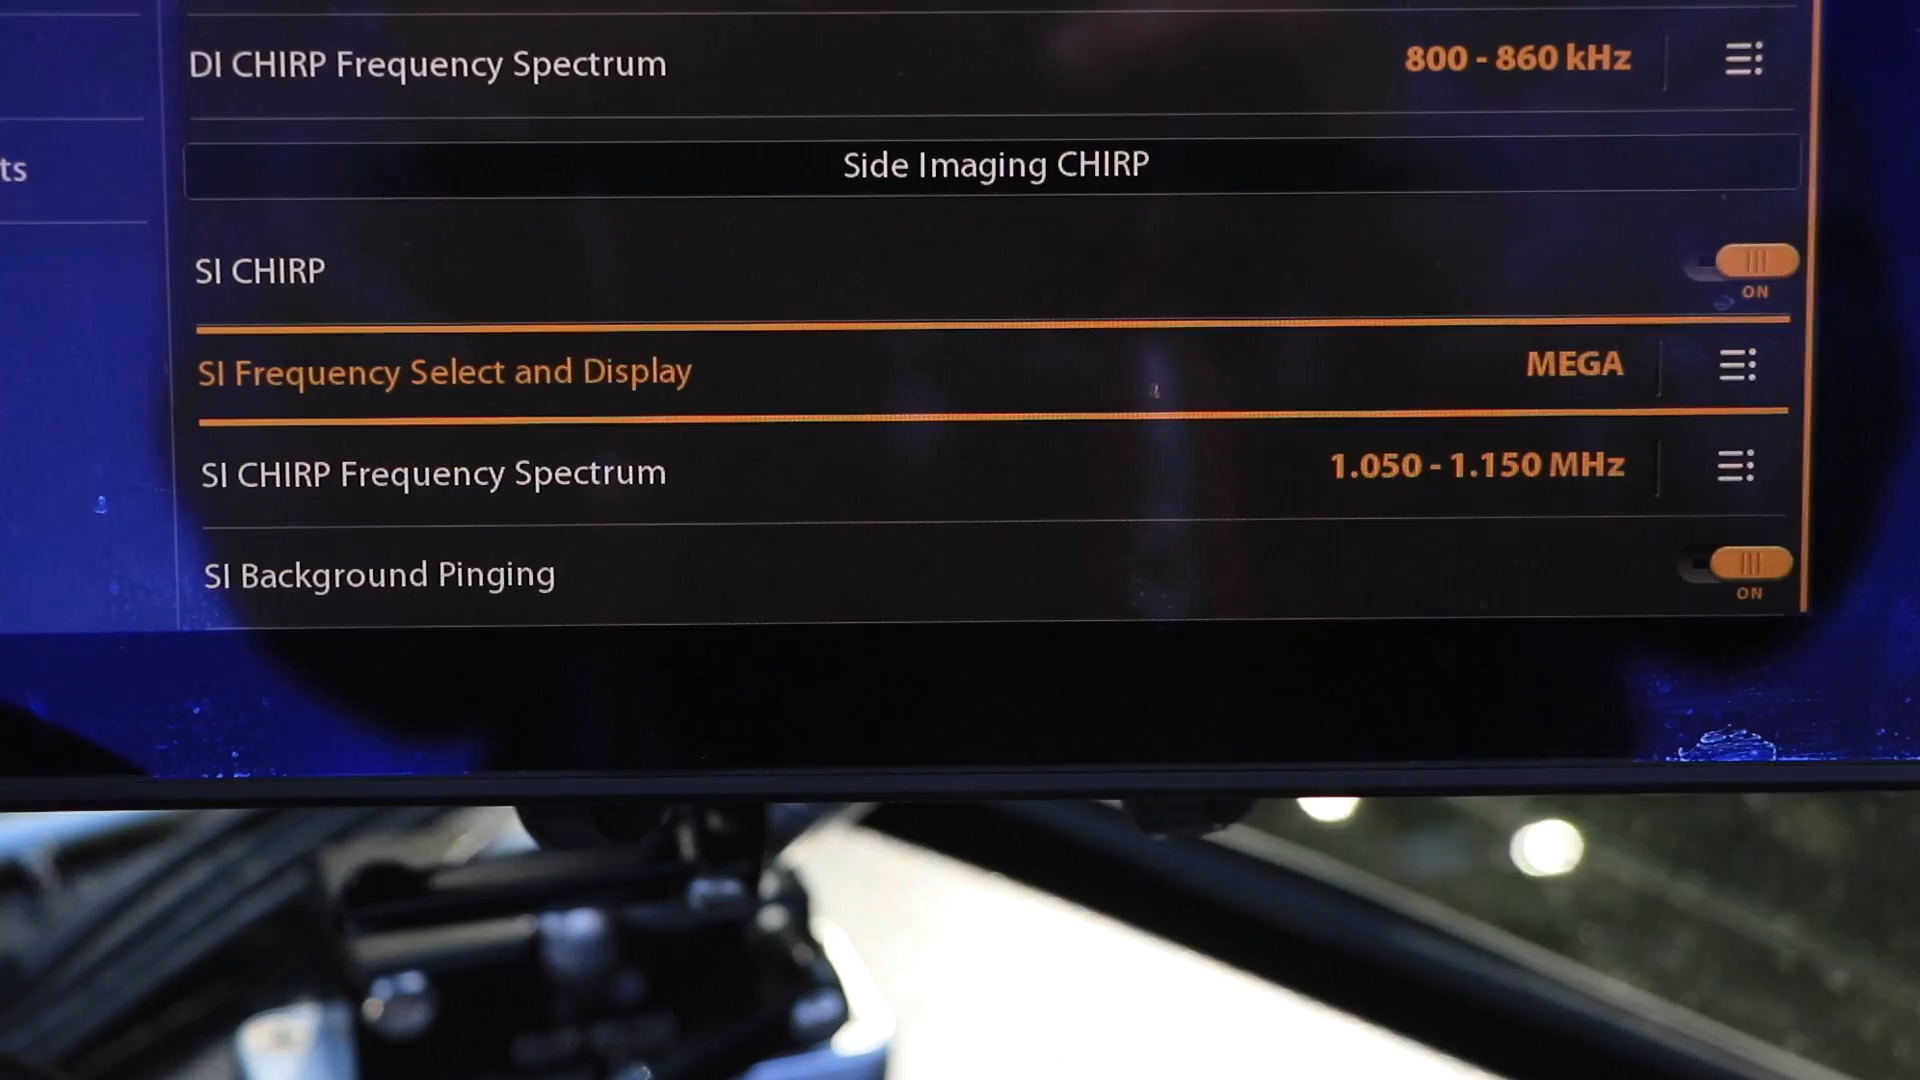 DI CHIRP Frequency Spectrum 800 - 860 kHz
ts
Side Imaging CHIRP
SI CHIRP
ON
SI Frequency Select and Display MEGA
SI CHIRP Frequency Spectrum 1.050 - 1.150 MHz
SI Background Pinging
ON